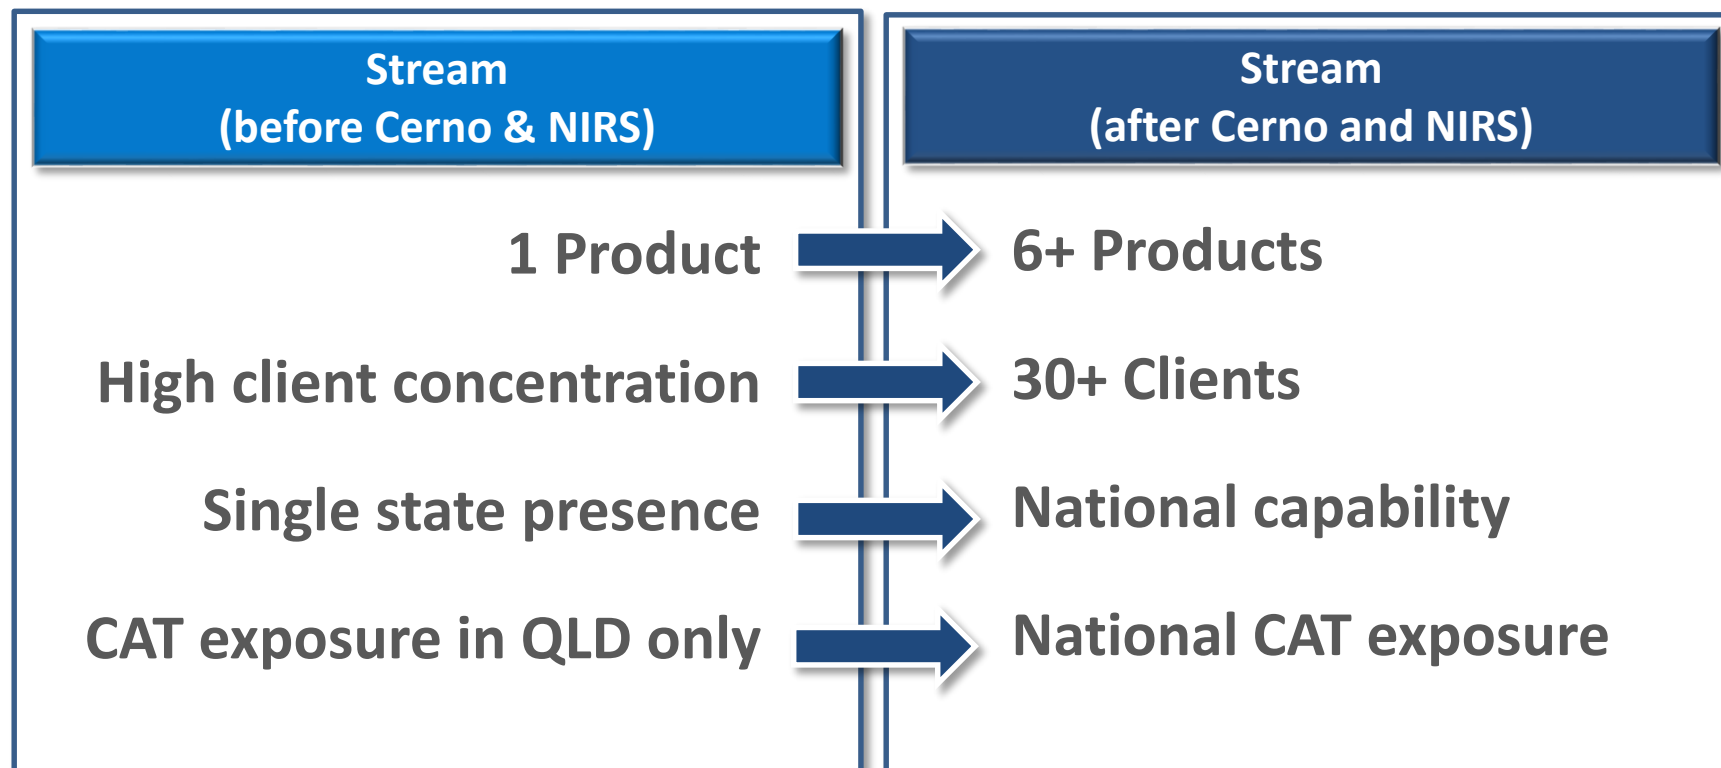 Stream
(before Cerno & NIRS)
Stream
(after Cerno and NIRS)
1 Product
6+ Products
High client concentration
30+ Clients
Single state presence
National capability
CAT exposure in QLD only
National CAT exposure